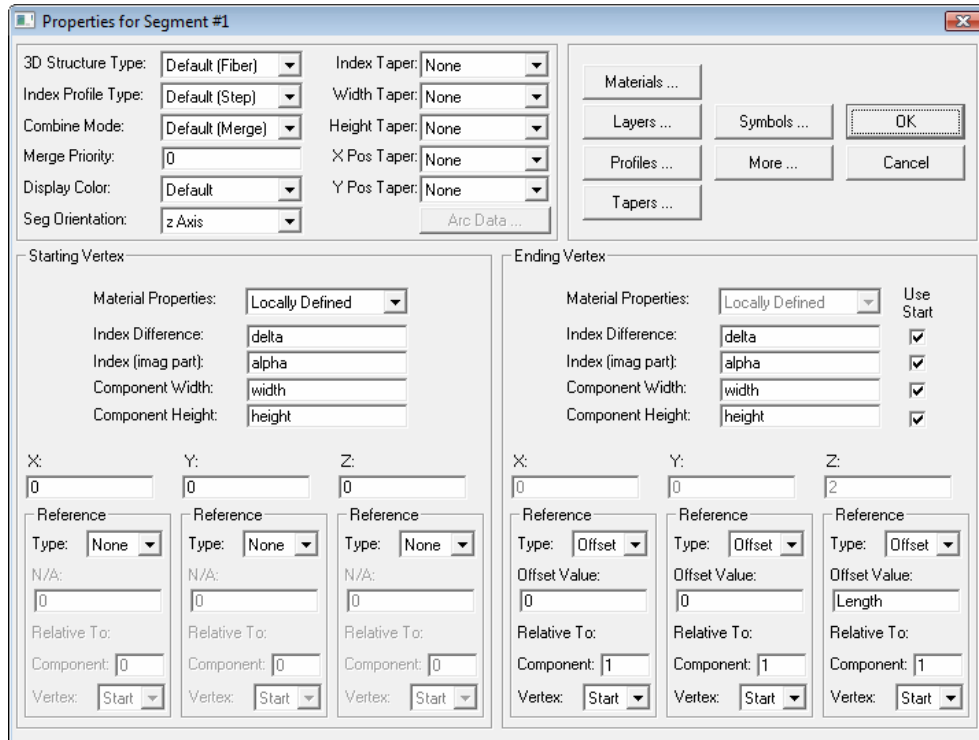 Properties for Segment #1
3D Structure Type: Default (Fiber) Index Taper: None
Index Profile Type: Default (Step) Width Taper: None
Combine Mode: Default (Merge) Height Taper: None
Merge Priority: 0 X Pos Taper: None
Display Color: Default Y Pos Taper: None
Seg Orientation: z Axis Arc Data ...
Materials ...
Layers ... Symbols ... OK
Profiles ... More ... Cancel
Tapers ...
Starting Vertex
Material Properties: Locally Defined
Index Difference: delta
Index (imag part): alpha
Component Width: width
Component Height: height
X: Y: Z:
0 0 0
Reference Reference Reference
Type: None Type: None Type: None
N/A: N/A: N/A:
0 0 0
Relative To: Relative To: Relative To:
Component: 0 Component: 0 Component: 0
Vertex: Start Vertex: Start Vertex: Start
Ending Vertex
Material Properties: Locally Defined Use Start
Index Difference: delta
Index (imag part): alpha
Component Width: width
Component Height: height
X: Y: Z:
0 0 2
Reference Reference Reference
Type: Offset Type: Offset Type: Offset
Offset Value: Offset Value: Offset Value:
0 0 Length
Relative To: Relative To: Relative To:
Component: 1 Component: 1 Component: 1
Vertex: Start Vertex: Start Vertex: Start